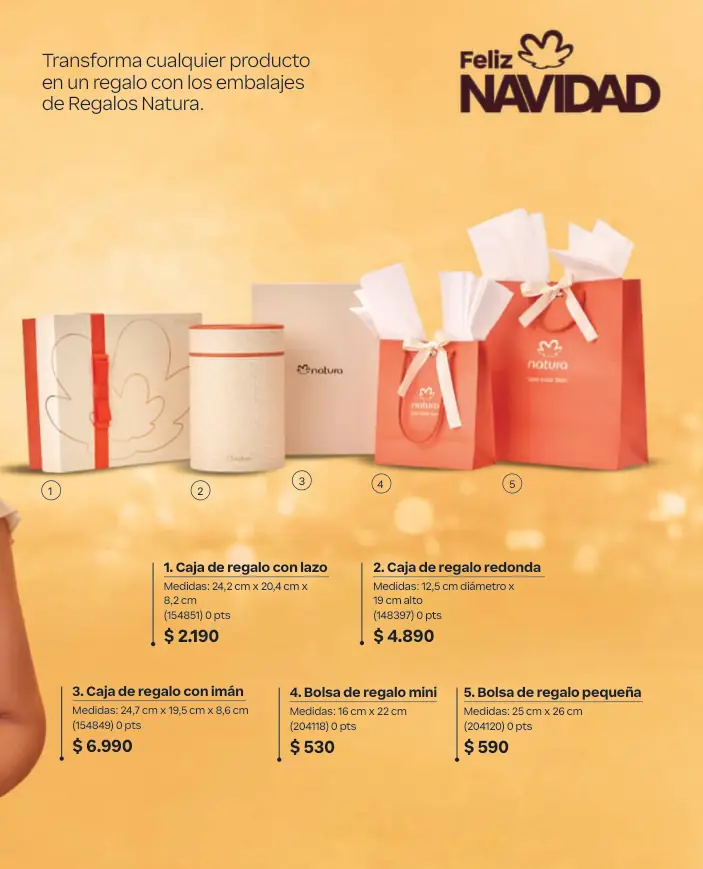 Transforma cualquier producto
en un regalo con los embalajes
de Regalos Natura.
Feliz
NAVIDAD
natura
natura
natura
1
2
3
4
5
1. Caja de regalo con lazo
Medidas: 24,2 cm x 20,4 cm x
8,2 cm
(154851) 0 pts
$ 2.190
2. Caja de regalo redonda
Medidas: 12,5 cm diámetro x
19 cm alto
(148397) 0 pts
$ 4.890
3. Caja de regalo con imán
Medidas: 24,7 cm x 19,5 cm x 8,6 cm
(154849) 0 pts
$ 6.990
4. Bolsa de regalo mini
Medidas: 16 cm x 22 cm
(204118) 0 pts
$ 530
5. Bolsa de regalo pequeña
Medidas: 25 cm x 26 cm
(204120) 0 pts
$ 590